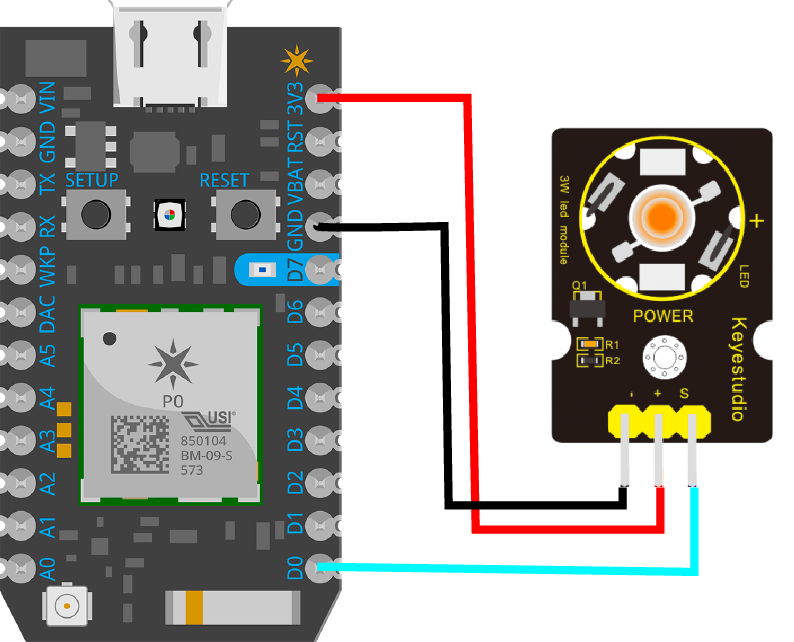 VIN
GND
TX
RX
WKP
DAC
A5
A4
A3
A2
A1
A0
SETUP
RESET
3V3
RST
VBAT
GND
D7
D6
D5
D4
D3
D2
D1
D0
P0
USI®
850104
BM-09-S
573
3W led module
+
LED
Q1
POWER
R1
R2
Keyestudio
- + S